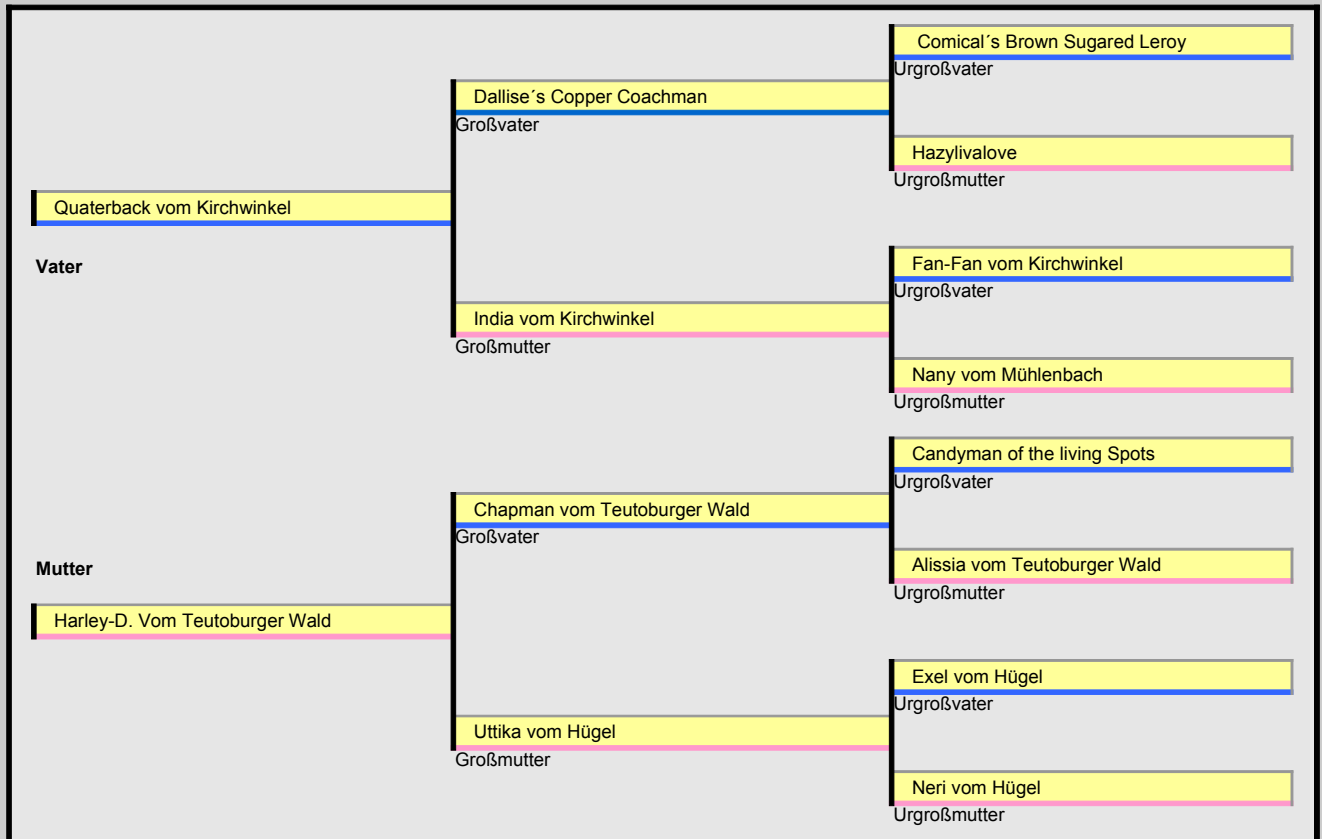 Comical´s Brown Sugared Leroy
Urgroßvater
Dallise´s Copper Coachman
Großvater
Hazylivalove
Urgroßmutter
Quaterback vom Kirchwinkel
Vater
Fan-Fan vom Kirchwinkel
Urgroßvater
India vom Kirchwinkel
Großmutter
Nany vom Mühlenbach
Urgroßmutter
Candyman of the living Spots
Urgroßvater
Chapman vom Teutoburger Wald
Großvater
Alissia vom Teutoburger Wald
Urgroßmutter
Mutter
Harley-D. Vom Teutoburger Wald
Exel vom Hügel
Urgroßvater
Uttika vom Hügel
Großmutter
Neri vom Hügel
Urgroßmutter